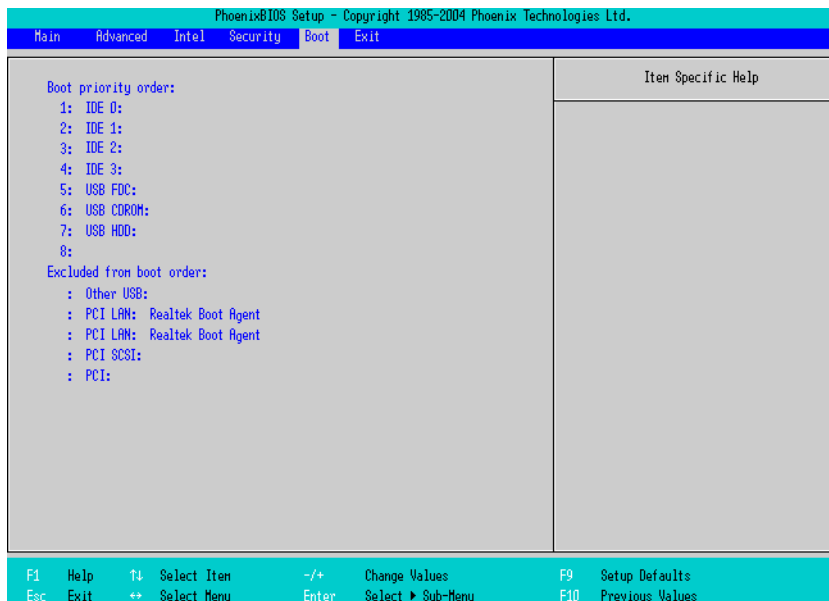 PhoenixBIOS Setup - Copyright 1985-2004 Phoenix Technologies Ltd.
Main Advanced Intel Security Boot Exit
Item Specific Help
Boot priority order:
1: IDE 0:
2: IDE 1:
3: IDE 2:
4: IDE 3:
5: USB FDC:
6: USB CDROM:
7: USB HDD:
8:
Excluded from boot order:
: Other USB:
: PCI LAN: Realtek Boot Agent
: PCI LAN: Realtek Boot Agent
: PCI SCSI:
: PCI:
F1 Help ↑↓ Select Item -/+ Change Values F9 Setup Defaults
Esc Exit ↔ Select Menu Enter Select ▶ Sub-Menu F10 Previous Values